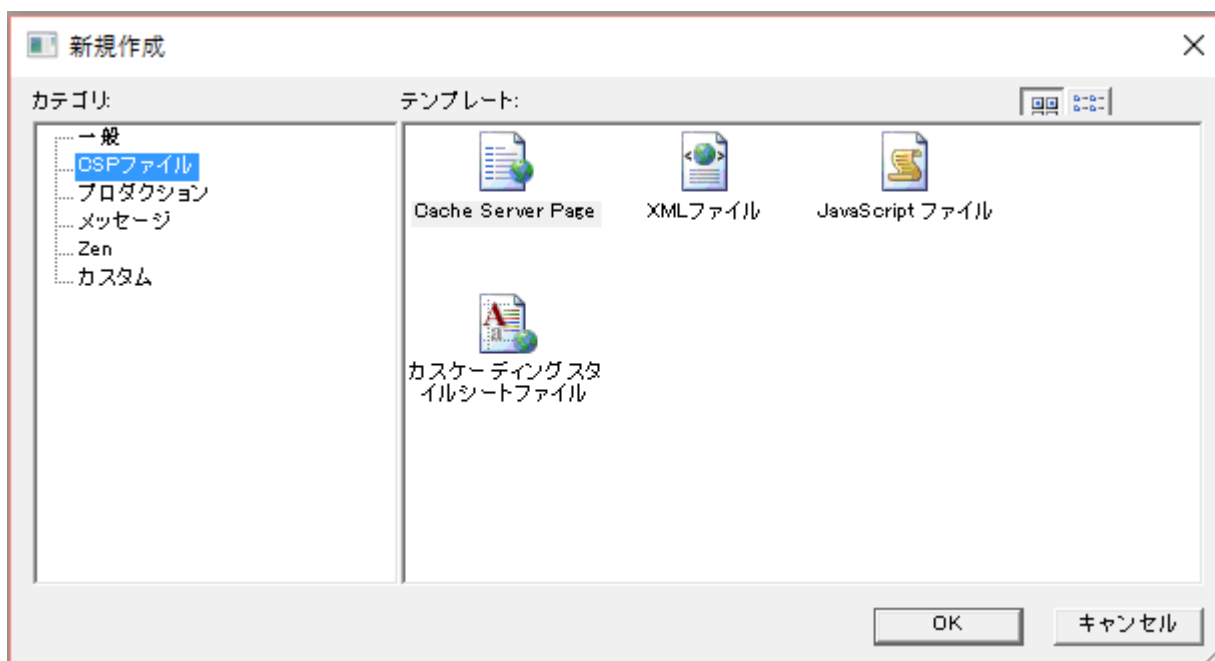 新規作成
カテゴリ:
テンプレート:
一般
CSPファイル
プロダクション
メッセージ
Zen
カスタム
Cache Server Page
XMLファイル
JavaScript ファイル
カスケーディング スタ
イルシートファイル
OK
キャンセル